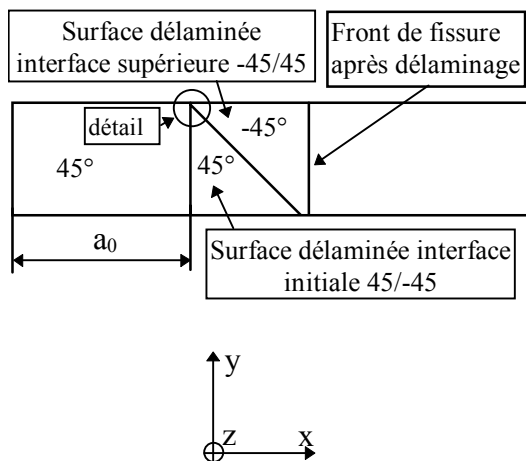 Surface délaminée
interface supérieure -45/45
Front de fissure
après délaminage
détail
-45°
45°
45°
a0
Surface délaminée interface
initiale 45/-45
y
z
x